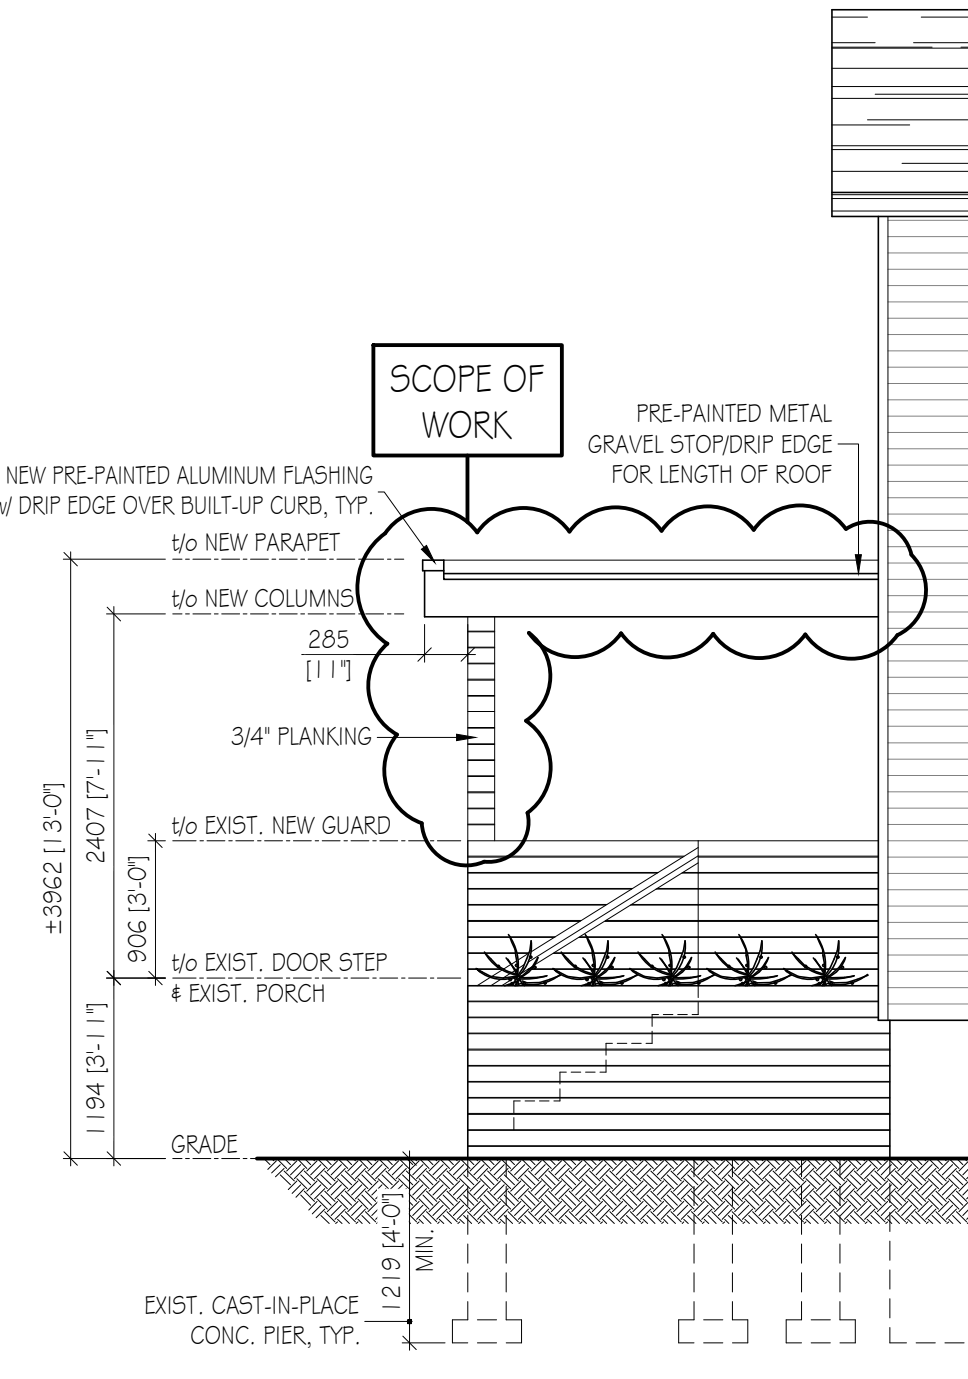 SCOPE OF
WORK
PRE-PAINTED METAL
GRAVEL STOP/DRIP EDGE
FOR LENGTH OF ROOF
NEW PRE-PAINTED ALUMINUM FLASHING
w/ DRIP EDGE OVER BUILT-UP CURB, TYP.
t/o NEW PARAPET
t/o NEW COLUMNS
285
[11"]
3/4" PLANKING
t/o EXIST. NEW GUARD
±3962 [13'-0"]
2407 [7'-11"]
906 [3'-0"]
t/o EXIST. DOOR STEP
& EXIST. PORCH
1194 [3'-11"]
GRADE
1219 [4'-0"]
MIN.
EXIST. CAST-IN-PLACE
CONC. PIER, TYP.